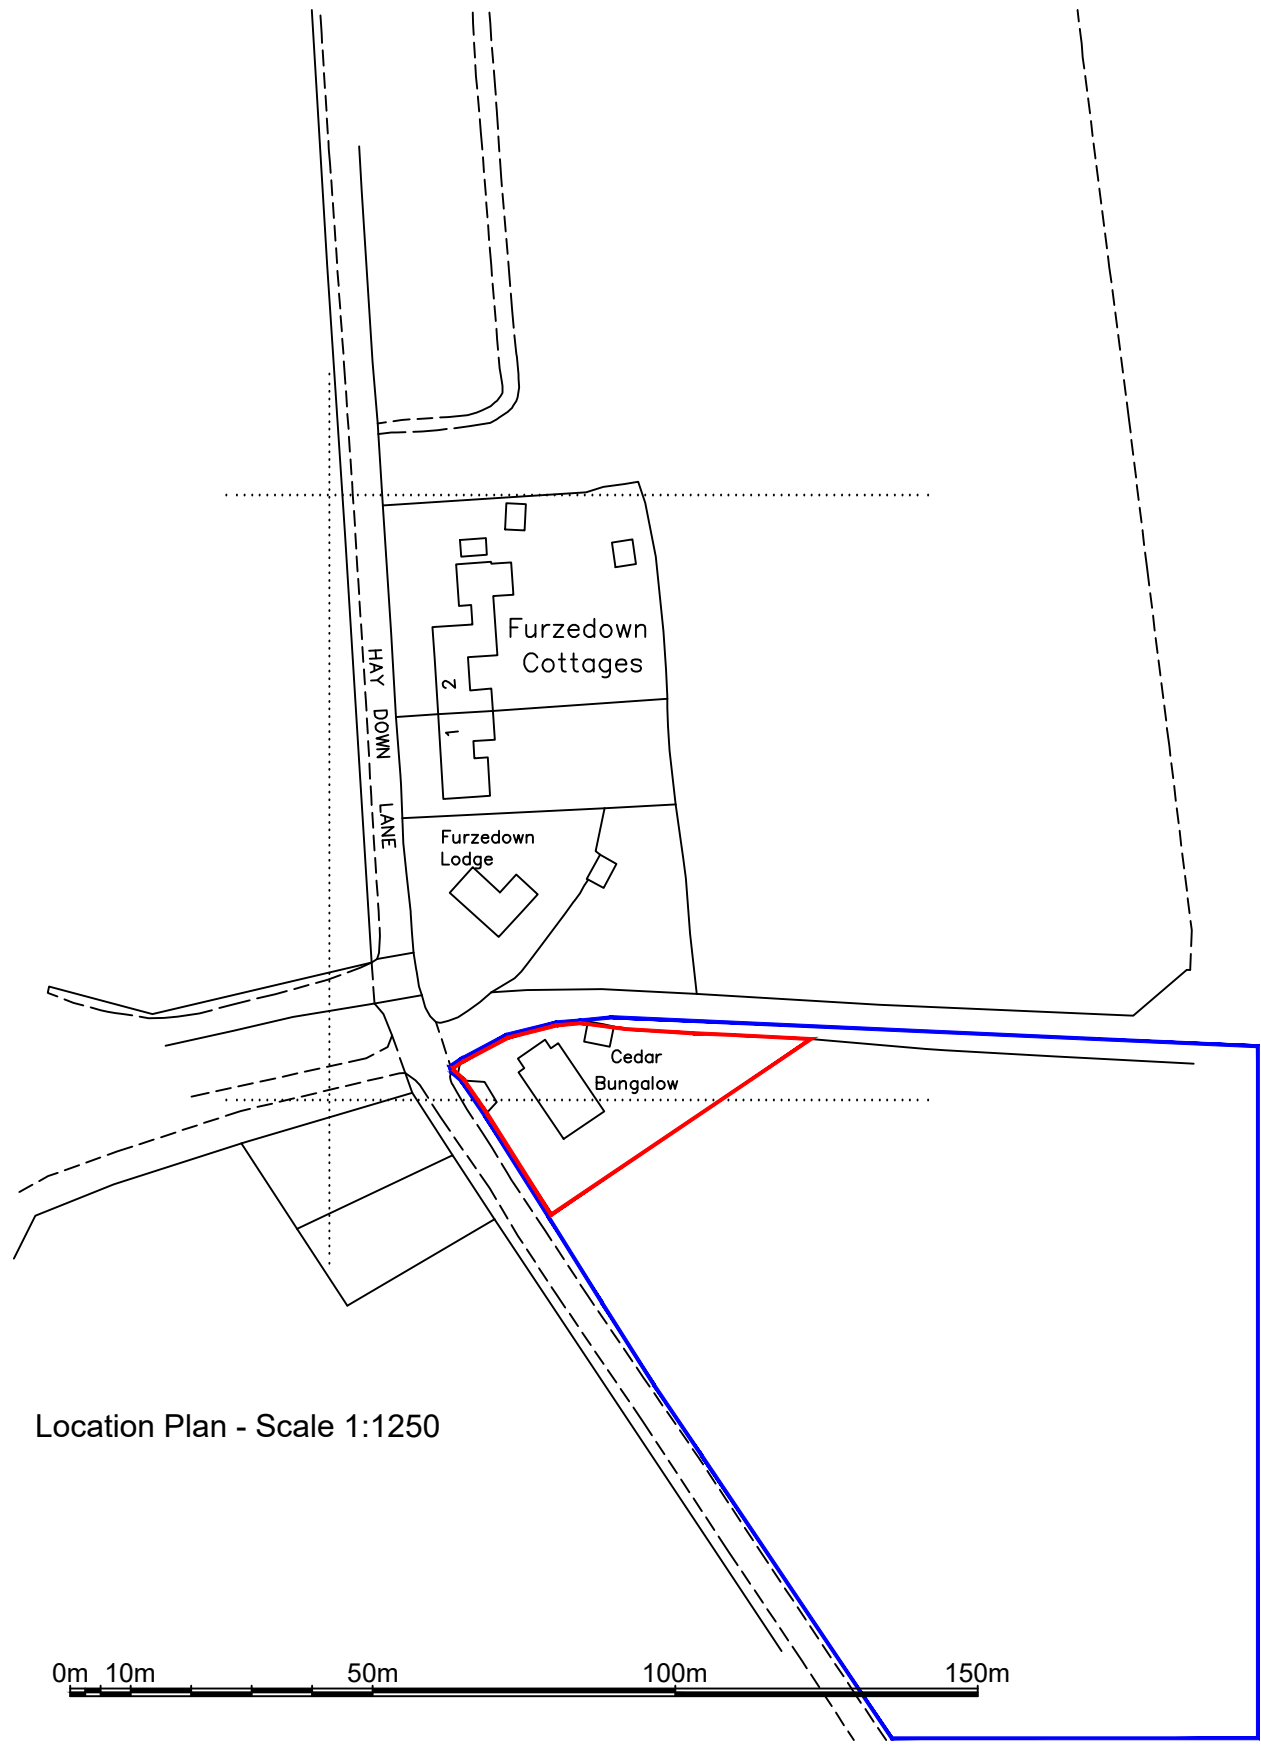 Furzedown
Cottages
HAY DOWN LANE
2
1
Furzedown
Lodge
Cedar
Bungalow
Location Plan - Scale 1:1250
0m 10m 50m 100m 150m